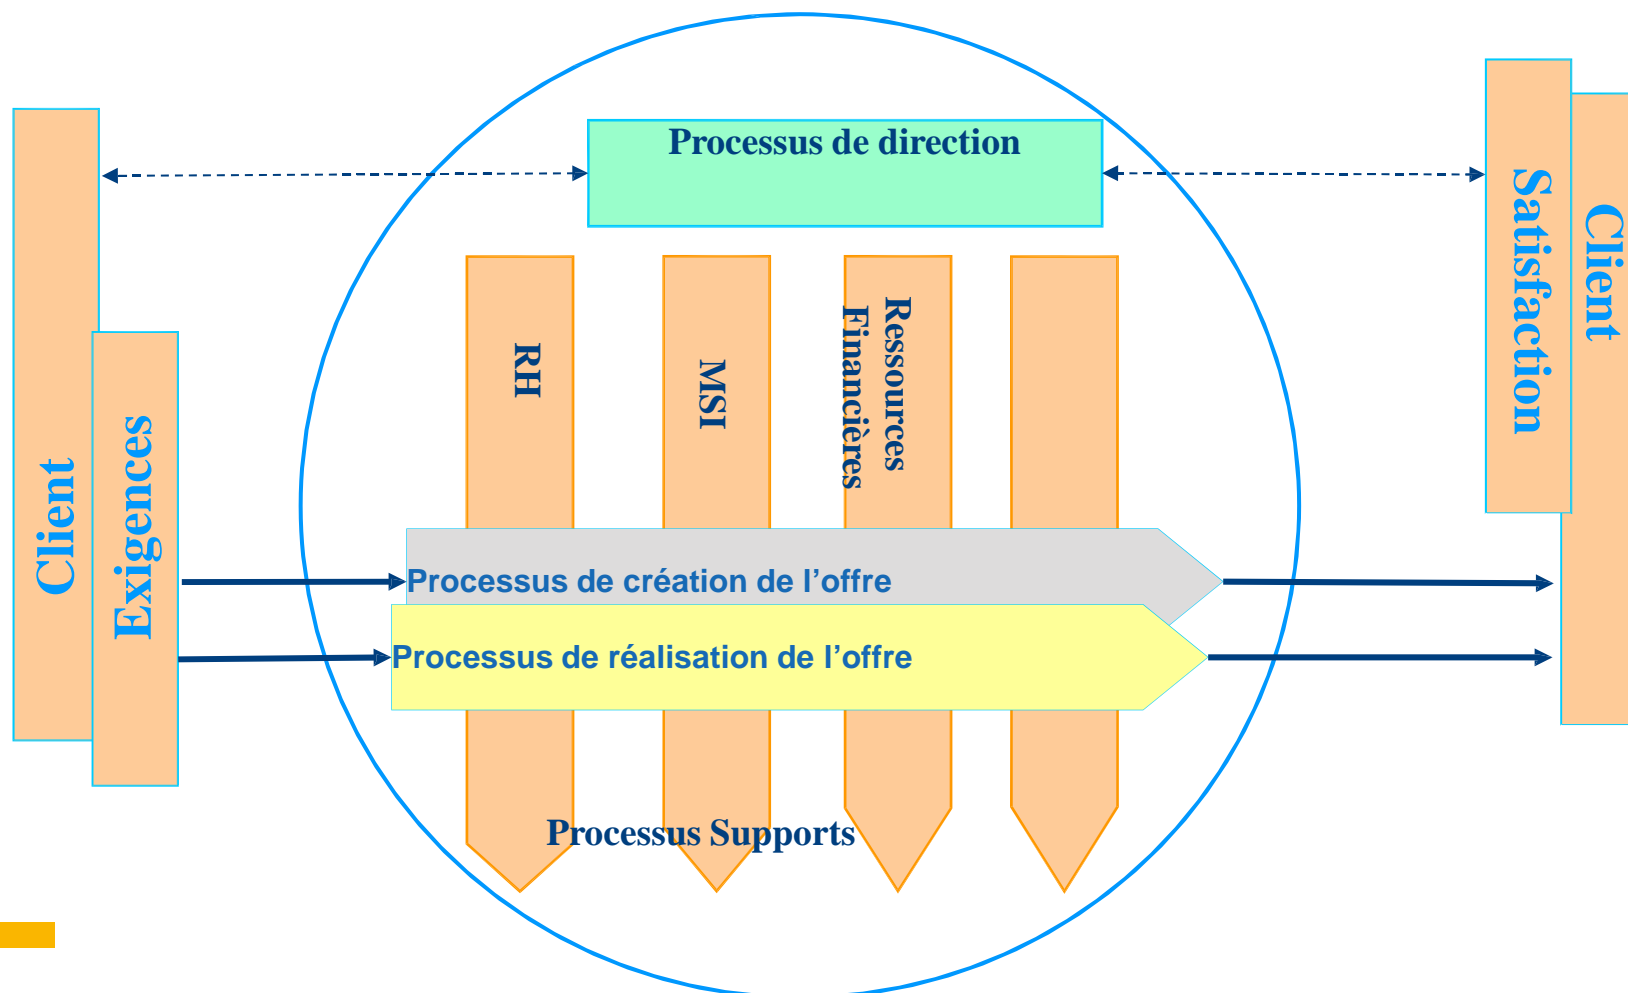 Processus de direction
Client
Exigences
RH
MSI
Ressources
Financières
Satisfaction
Client
Processus de création de l’offre
Processus de réalisation de l’offre
Processus Supports